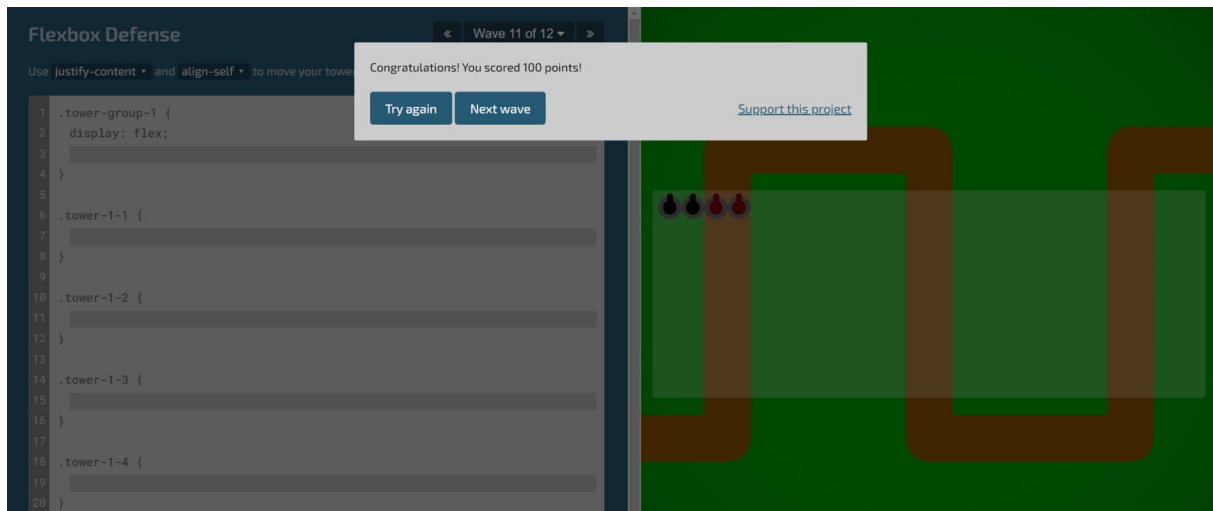 Flexbox Defense
« Wave 11 of 12 ▾ »
Use justify-content ▾ and align-self ▾ to move your tower
Congratulations! You scored 100 points!
Try again Next wave Support this project
1 .tower-group-1 {
2 display: flex;
3
4 }
5
6 .tower-1-1 {
7
8 }
9
10 .tower-1-2 {
11
12 }
13
14 .tower-1-3 {
15
16 }
17
18 .tower-1-4 {
19
20 }